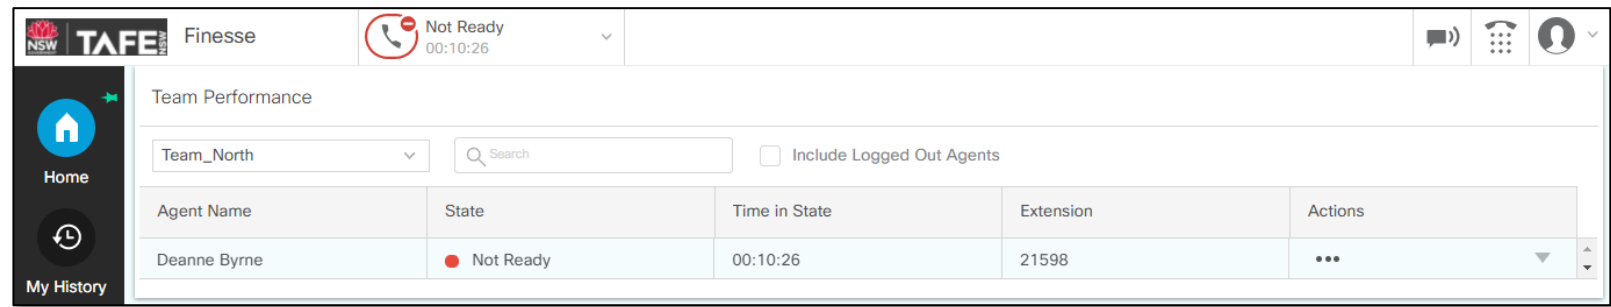 NSW TAFE NSW Finesse Not Ready
00:10:26
Team Performance
Team_North Search Include Logged Out Agents
Home
Agent Name State Time in State Extension Actions
Deanne Byrne Not Ready 00:10:26 21598
My History